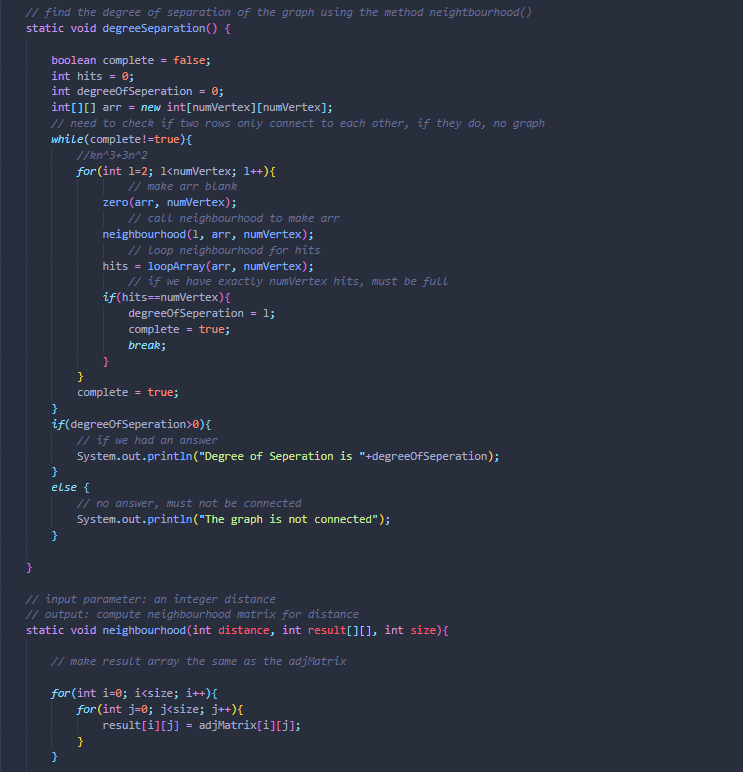 // find the degree of separation of the graph using the method neightbourhood()
static void degreeSeparation() {
boolean complete = false;
int hits = 0;
int degreeOfSeperation = 0;
int[][] arr = new int[numVertex][numVertex];
// need to check if two rows only connect to each other, if they do, no graph
while(complete!=true){
//kn^3+3n^2
for(int l=2; l<numVertex; l++){
// make arr blank
zero(arr, numVertex);
// call neighbourhood to make arr
neighbourhood(l, arr, numVertex);
// loop neighbourhood for hits
hits = loopArray(arr, numVertex);
// if we have exactly numVertex hits, must be full
if(hits==numVertex){
degreeOfSeperation = l;
complete = true;
break;
}
}
complete = true;
}
if(degreeOfSeperation>0){
// if we had an answer
System.out.println("Degree of Seperation is "+degreeOfSeperation);
}
else {
// no answer, must not be connected
System.out.println("The graph is not connected");
}
}
// input parameter: an integer distance
// output: compute neighbourhood matrix for distance
static void neighbourhood(int distance, int result[][], int size){
// make result array the same as the adjMatrix
for(int i=0; i<size; i++){
for(int j=0; j<size; j++){
result[i][j] = adjMatrix[i][j];
}
}